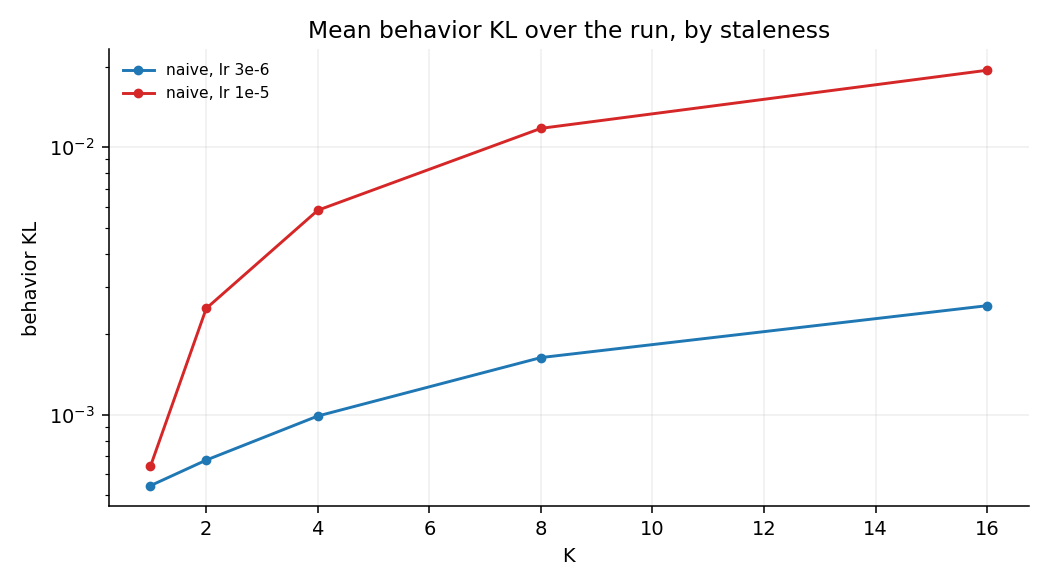 Mean behavior KL over the run, by staleness
naive, lr 3e-6
naive, lr 1e-5
behavior KL
10⁻²
10⁻³
2 4 6 8 10 12 14 16
K